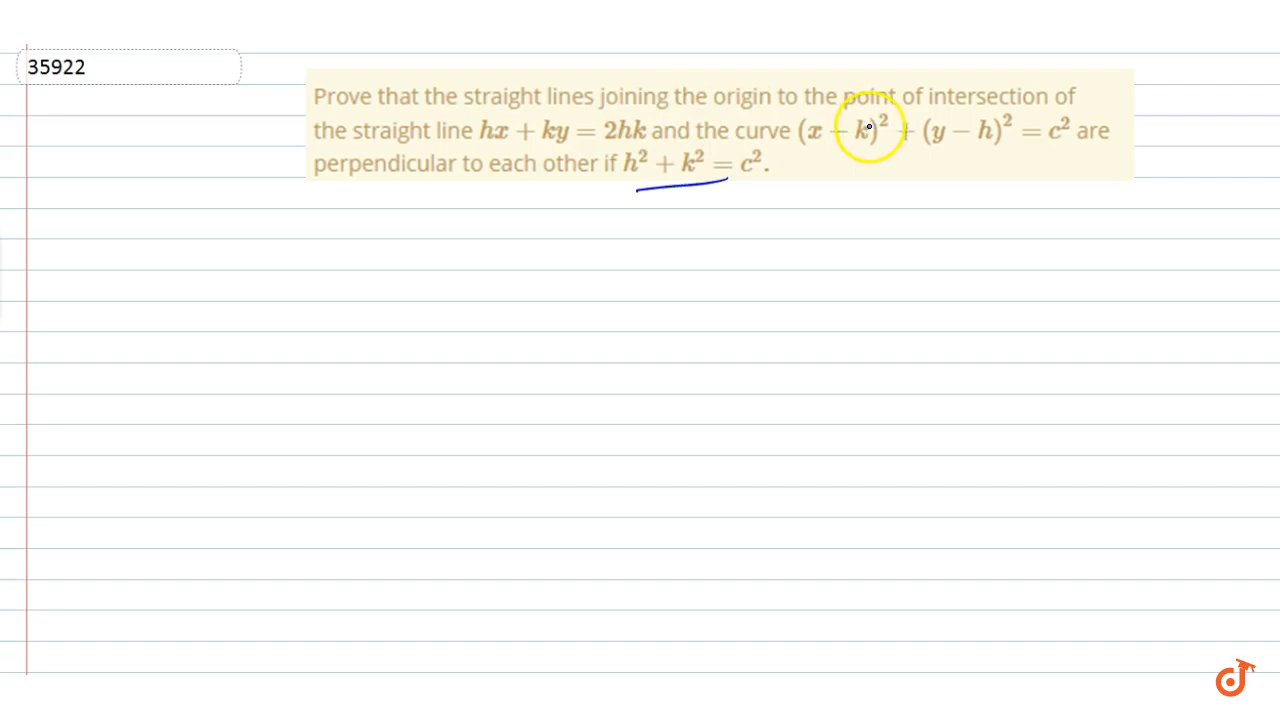 35922
Prove that the straight lines joining the origin to the point of intersection of
the straight line hx + ky = 2hk and the curve (x − k)² + (y − h)² = c² are
perpendicular to each other if h² + k² = c².